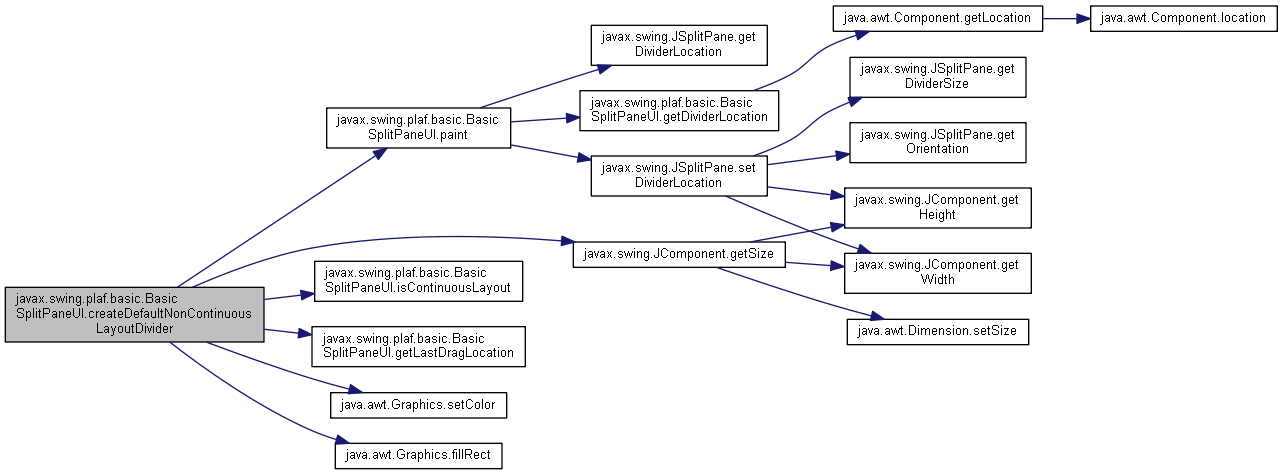 javax.swing.plaf.basic.Basic
SplitPaneUI.createDefaultNonContinuous
LayoutDivider
javax.swing.plaf.basic.Basic
SplitPaneUI.paint
javax.swing.JSplitPane.get
DividerLocation
javax.swing.plaf.basic.Basic
SplitPaneUI.getDividerLocation
java.awt.Component.getLocation
java.awt.Component.location
javax.swing.JSplitPane.set
DividerLocation
javax.swing.JSplitPane.get
DividerSize
javax.swing.JSplitPane.get
Orientation
javax.swing.JComponent.get
Height
javax.swing.JComponent.get
Width
javax.swing.JComponent.getSize
java.awt.Dimension.setSize
javax.swing.plaf.basic.Basic
SplitPaneUI.isContinuousLayout
javax.swing.plaf.basic.Basic
SplitPaneUI.getLastDragLocation
java.awt.Graphics.setColor
java.awt.Graphics.fillRect